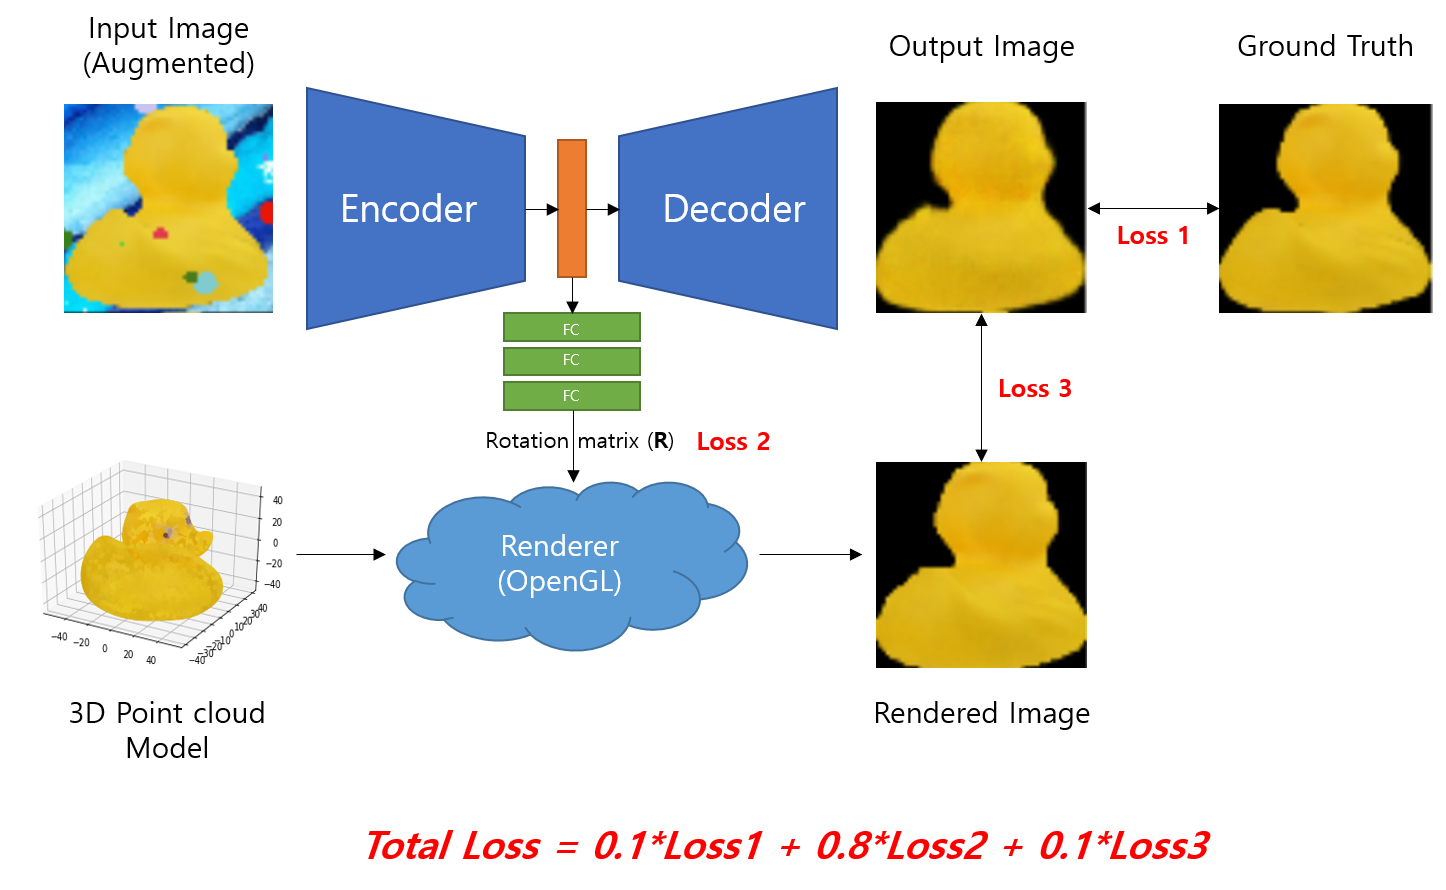 Input Image
(Augmented)
Output Image
Ground Truth
Encoder
Decoder
Loss 1
FC
FC
FC
Loss 3
Rotation matrix (R)
Loss 2
Renderer
(OpenGL)
40
20
0
−20
−40
−40
−20
0
20
40
−40
−30
−20
−10
0
10
20
30
40
3D Point cloud
Model
Rendered Image
Total Loss = 0.1*Loss1 + 0.8*Loss2 + 0.1*Loss3